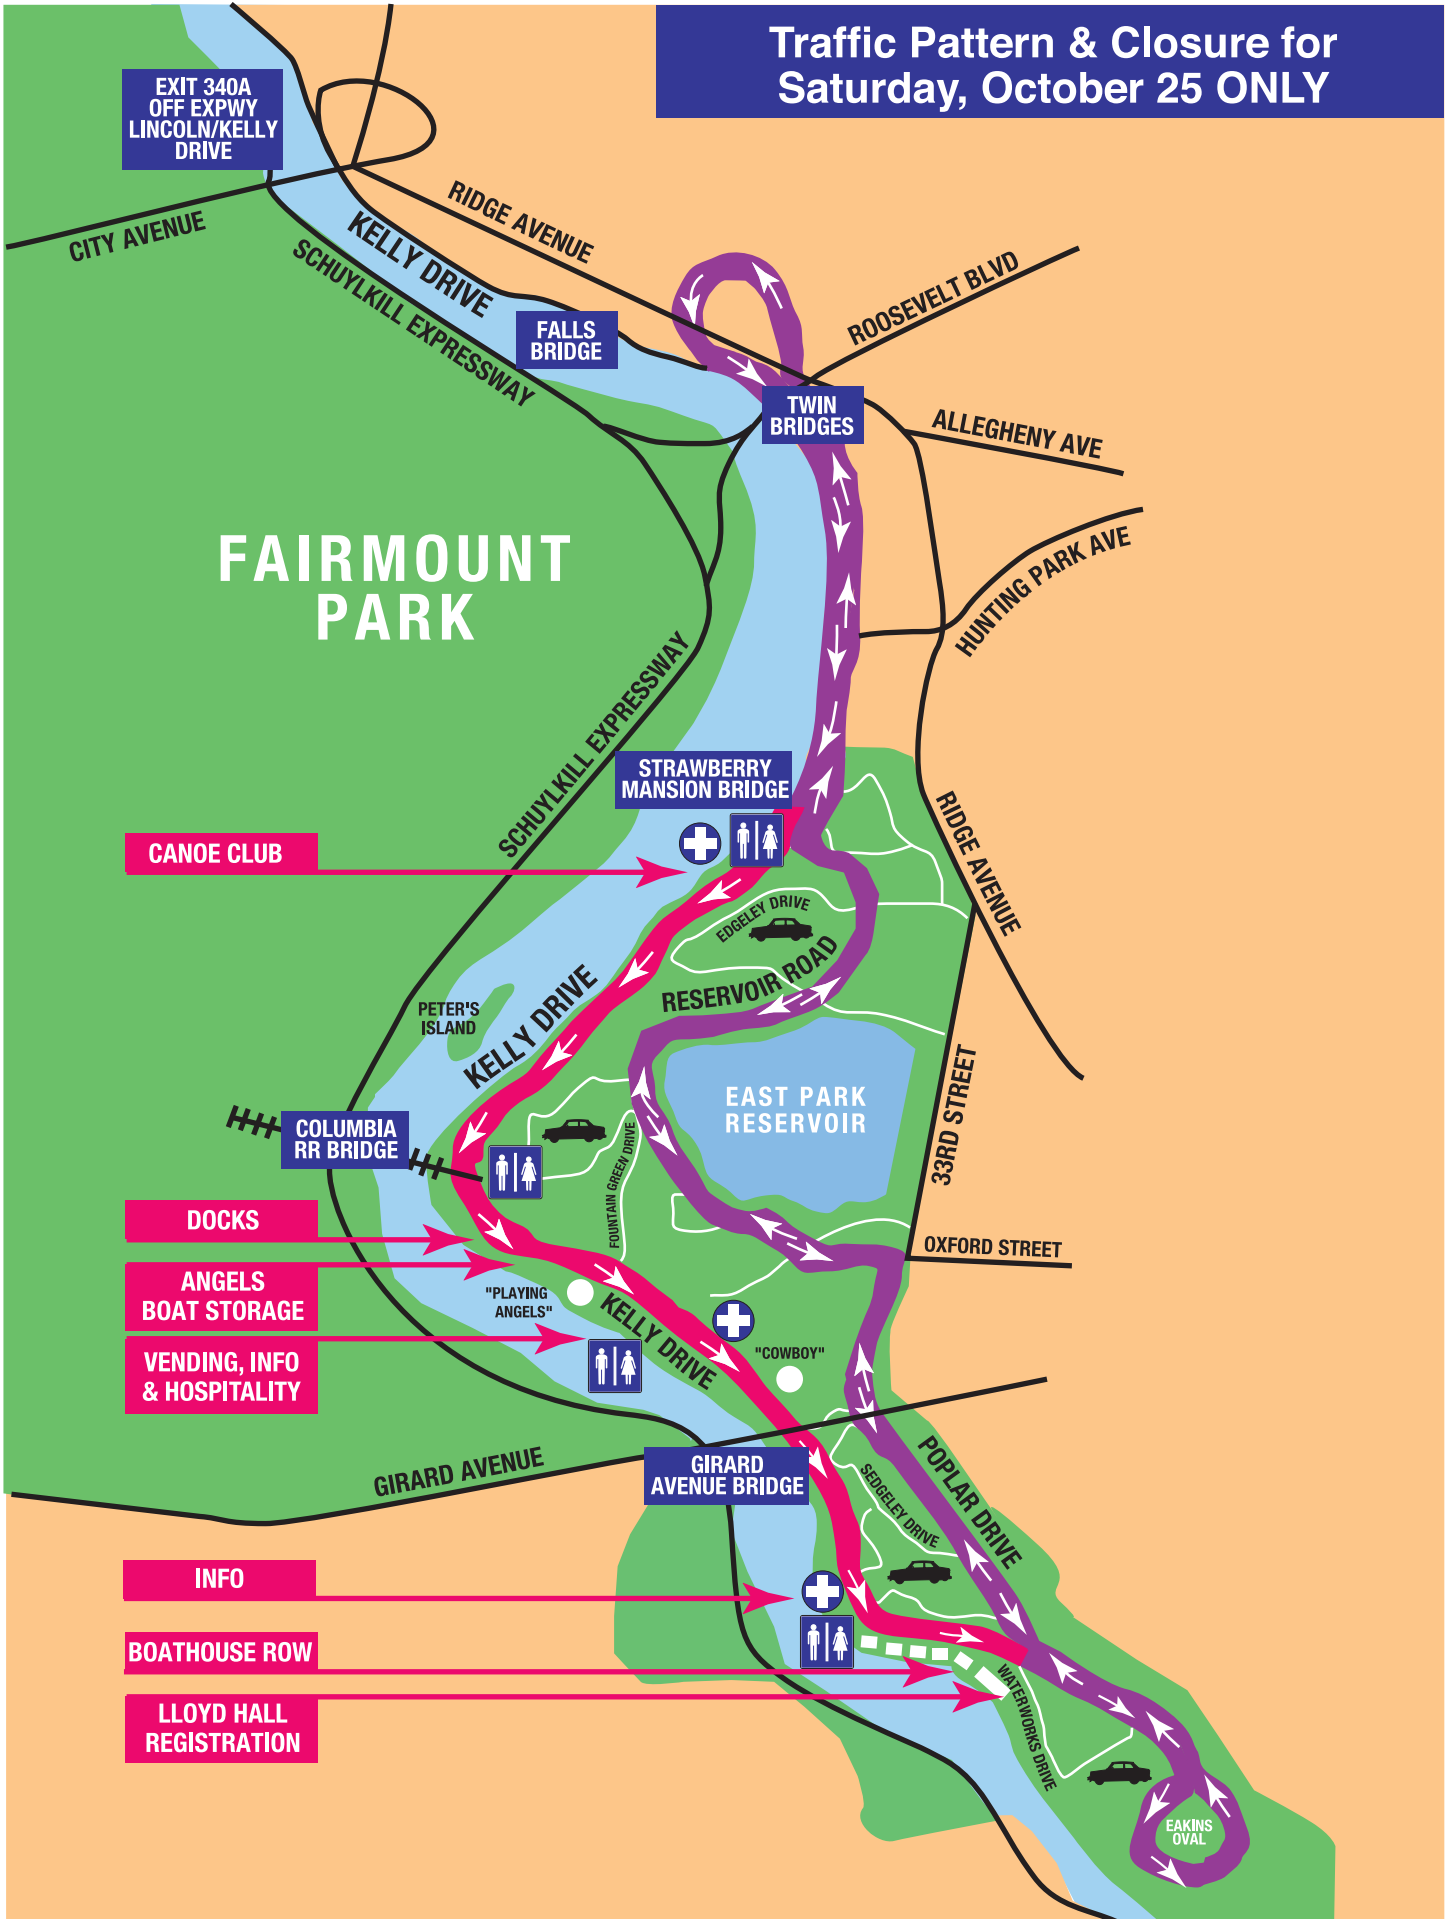 Traffic Pattern & Closure for
Saturday, October 25 ONLY
EXIT 340A
OFF EXPWY
LINCOLN/KELLY
DRIVE
CITY AVENUE
RIDGE AVENUE
KELLY DRIVE
SCHUYLKILL EXPRESSWAY
ROOSEVELT BLVD
FALLS
BRIDGE
TWIN
BRIDGES
ALLEGHENY AVE
HUNTING PARK AVE
FAIRMOUNT
PARK
SCHUYLKILL EXPRESSWAY
STRAWBERRY
MANSION BRIDGE
RIDGE AVENUE
CANOE CLUB
EDGELEY DRIVE
RESERVOIR ROAD
KELLY DRIVE
PETER'S
ISLAND
EAST PARK
RESERVOIR
33RD STREET
COLUMBIA
RR BRIDGE
FOUNTAIN GREEN DRIVE
DOCKS
OXFORD STREET
ANGELS
BOAT STORAGE
"PLAYING
ANGELS"
KELLY DRIVE
"COWBOY"
VENDING, INFO
& HOSPITALITY
GIRARD AVENUE
GIRARD
AVENUE BRIDGE
POPLAR DRIVE
SEDGELEY DRIVE
INFO
BOATHOUSE ROW
WATERWORKS DRIVE
LLOYD HALL
REGISTRATION
EAKINS
OVAL